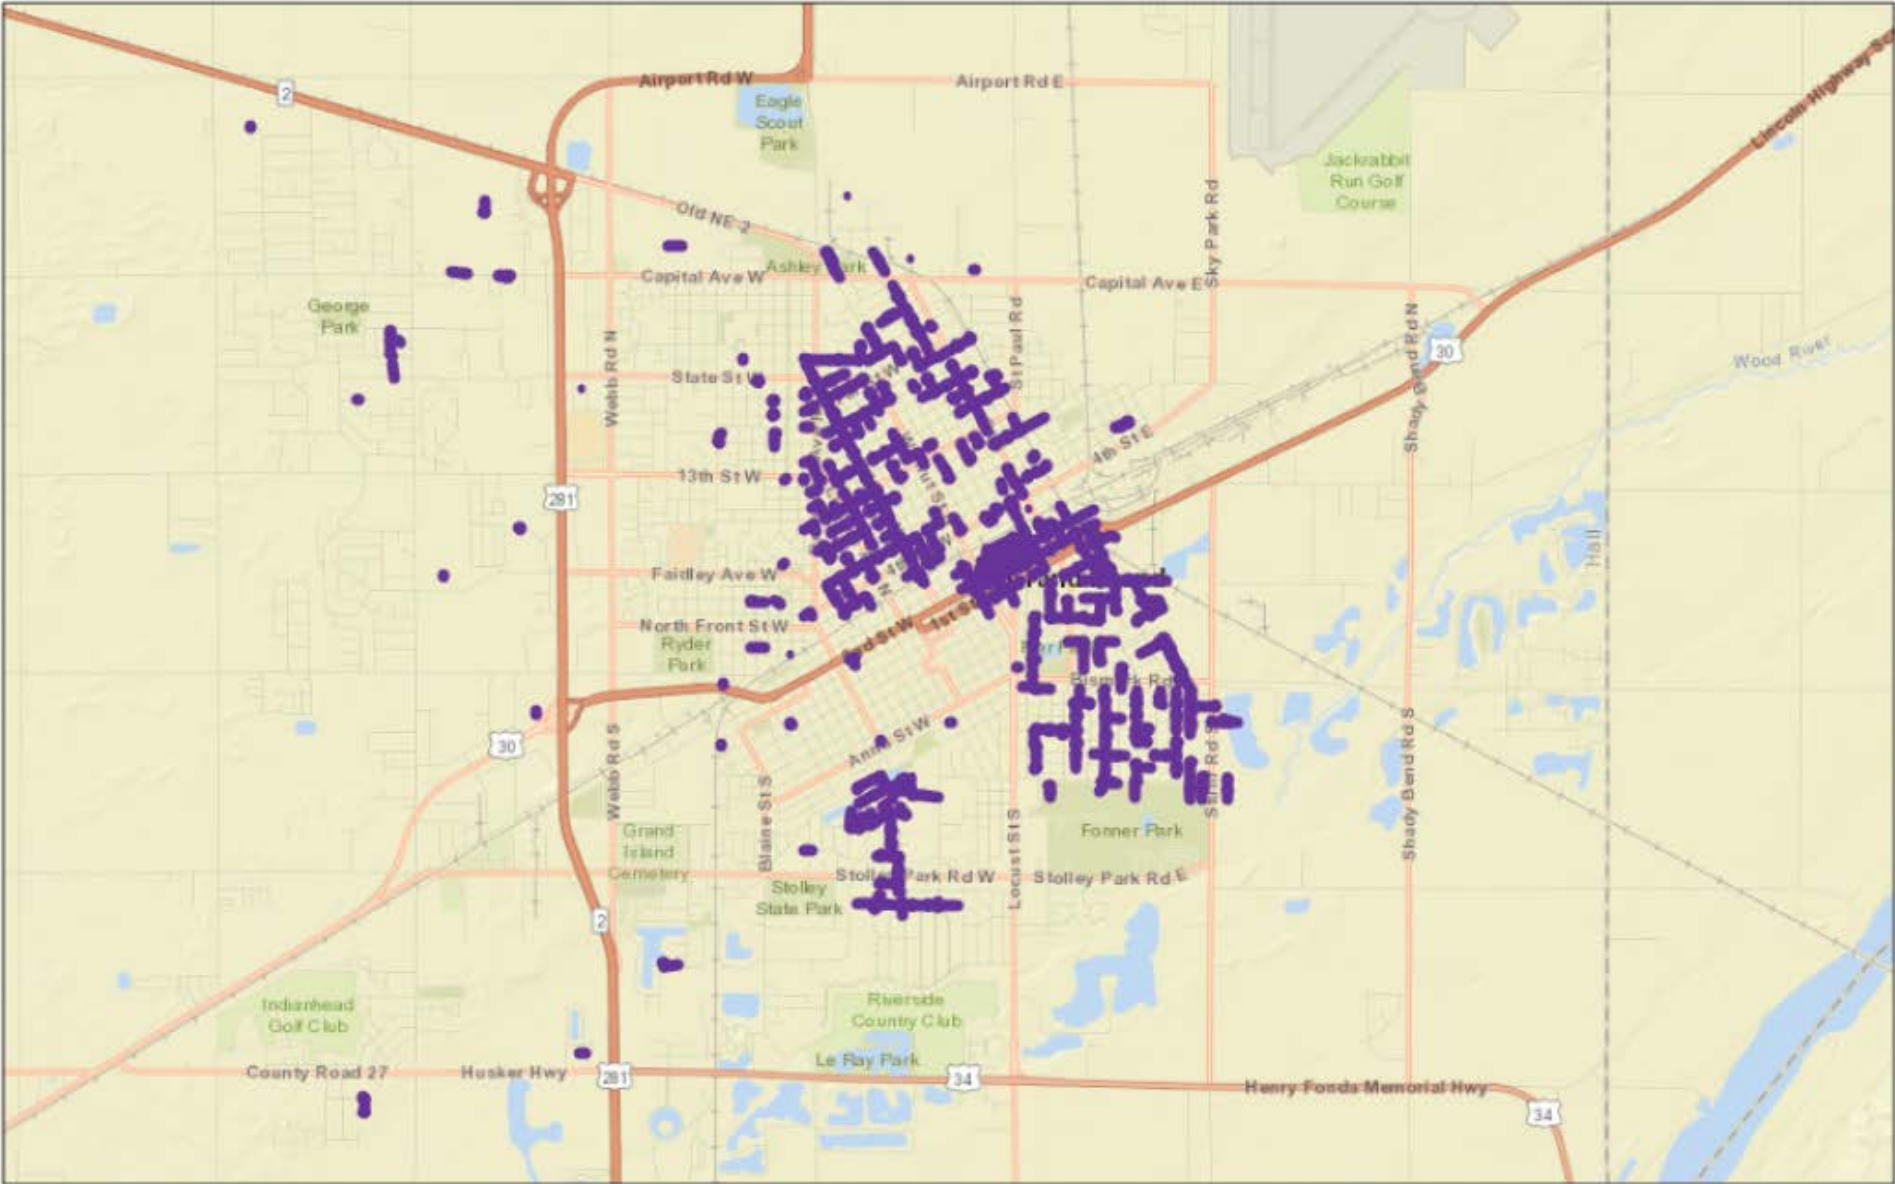 Airport Rd W
Airport Rd E
2
Eagle
Scout
Park
Lincoln Highway
Jackrabbit
Run Golf
Course
Old NE 2
Sky Park Rd
Ashley Park
Capital Ave W
Capital Ave E
George
Park
Webb Rd N
St Paul Rd
Shady Bend Rd N
30
Wood River
State St W
4th St E
13th St W
281
Hall
Faidley Ave W
North Front St W
2nd St W
1st St
Ryder
Park
Bismark Rd
30
Webb Rd S
Anna St W
Blaine St S
Locust St S
Shady Bend Rd S
Grand
Island
Cemetery
Fonner Park
Stolley Park Rd W
Stolley Park Rd E
Stolley
State Park
2
Indianhead
Golf Club
Riverside
Country Club
Le Ray Park
County Road 27
Husker Hwy
281
34
Henry Fonda Memorial Hwy
34